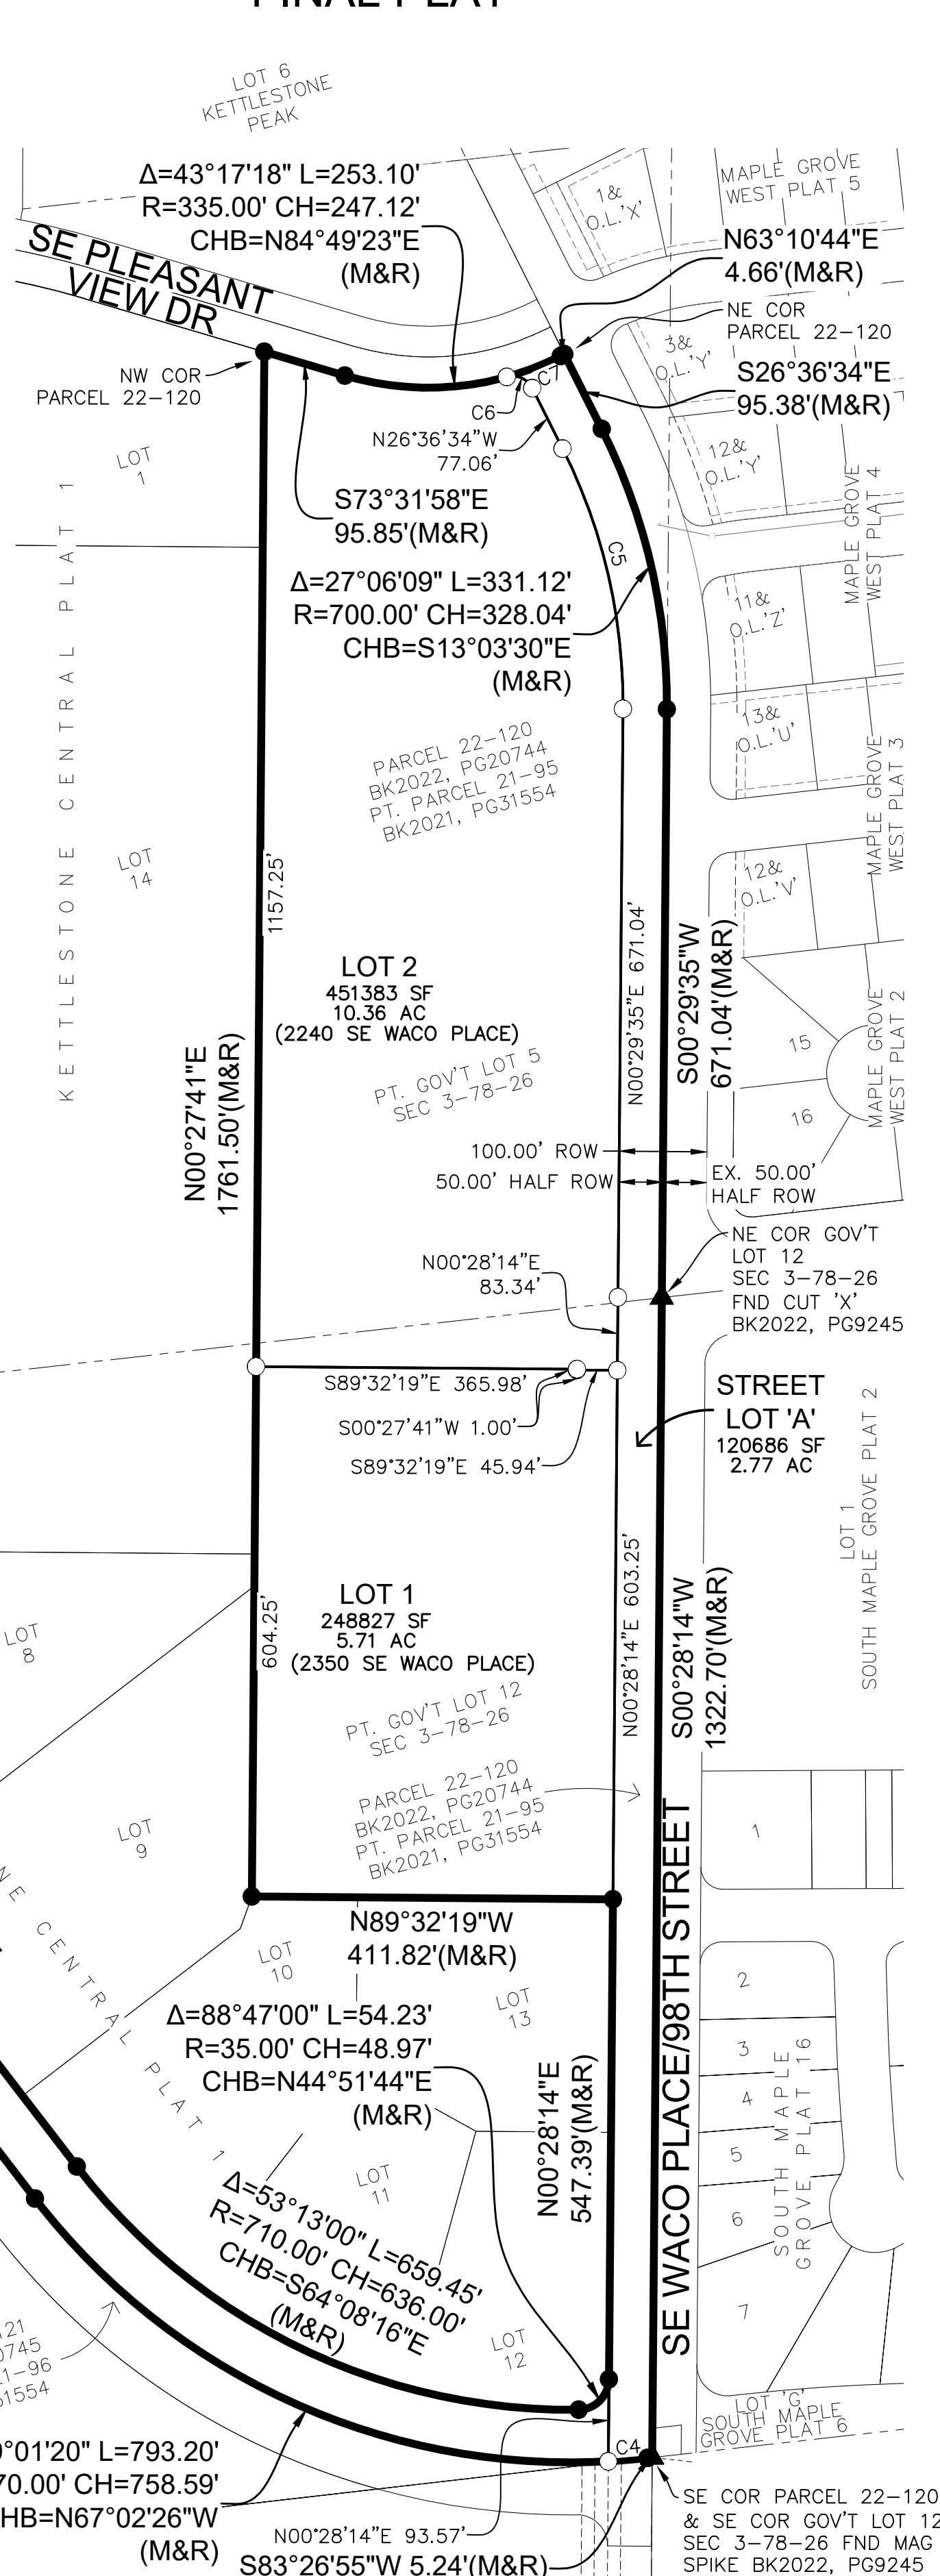 FINAL PLAT
LOT 6
KETTLESTONE
PEAK
Δ=43°17'18" L=253.10'
R=335.00' CH=247.12'
CHB=N84°49'23"E
(M&R)
MAPLE GROVE
WEST PLAT 5
1&
O.L.'X'
SE PLEASANT
VIEW DR
N63°10'44"E
4.66'(M&R)
NE COR
PARCEL 22-120
3&
O.L.'Y'
NW COR
PARCEL 22-120
C7
C6
S26°36'34"E
95.38'(M&R)
N26°36'34"W
77.06'
12&
O.L.'Y'
LOT
1
S73°31'58"E
95.85'(M&R)
MAPLE GROVE
WEST PLAT 4
C5
Δ=27°06'09" L=331.12'
R=700.00' CH=328.04'
CHB=S13°03'30"E
(M&R)
11&
O.L.'Z'
KETTLESTONE CENTRAL PLAT 1
13&
O.L.'U'
PARCEL 22-120
BK2022, PG20744
PT. PARCEL 21-95
BK2021, PG31554
MAPLE GROVE
WEST PLAT 3
LOT
14
1157.25'
12&
O.L.'V'
LOT 2
451383 SF
10.36 AC
(2240 SE WACO PLACE)
N00°29'35"E 671.04'
S00°29'35"W
671.04'(M&R)
N00°27'41"E
1761.50'(M&R)
PT. GOV'T LOT 5
SEC 3-78-26
15
16
MAPLE GROVE
WEST PLAT 2
100.00' ROW
50.00' HALF ROW
EX. 50.00'
HALF ROW
NE COR GOV'T
LOT 12
SEC 3-78-26
FND CUT 'X'
BK2022, PG9245
N00°28'14"E
83.34'
S89°32'19"E 365.98'
S00°27'41"W 1.00'
S89°32'19"E 45.94'
STREET
LOT 'A'
120686 SF
2.77 AC
LOT 1
SOUTH MAPLE GROVE PLAT 2
LOT 1
248827 SF
5.71 AC
(2350 SE WACO PLACE)
604.25'
N00°28'14"E 603.25'
S00°28'14"W
1322.70'(M&R)
LOT
8
PT. GOV'T LOT 12
SEC 3-78-26
PARCEL 22-120
BK2022, PG20744
PT. PARCEL 21-95
BK2021, PG31554
LOT
9
1
SE WACO PLACE/98TH STREET
NE CENTRAL PLAT 1
N89°32'19"W
411.82'(M&R)
LOT
10
LOT
13
2
3
4
5
6
7
SOUTH MAPLE
GROVE PLAT 16
Δ=88°47'00" L=54.23'
R=35.00' CH=48.97'
CHB=N44°51'44"E
(M&R)
N00°28'14"E
547.39'(M&R)
LOT
11
Δ=53°13'00" L=659.45'
R=710.00' CH=636.00'
CHB=S64°08'16"E
(M&R)
LOT
12
21
0745
1-96
31554
LOT 'G'
SOUTH MAPLE
GROVE PLAT 6
C4
°01'20" L=793.20'
70.00' CH=758.59'
HB=N67°02'26"W
(M&R)
N00°28'14"E 93.57'
S83°26'55"W 5.24'(M&R)
SE COR PARCEL 22-120
& SE COR GOV'T LOT 12
SEC 3-78-26 FND MAG
SPIKE BK2022, PG9245